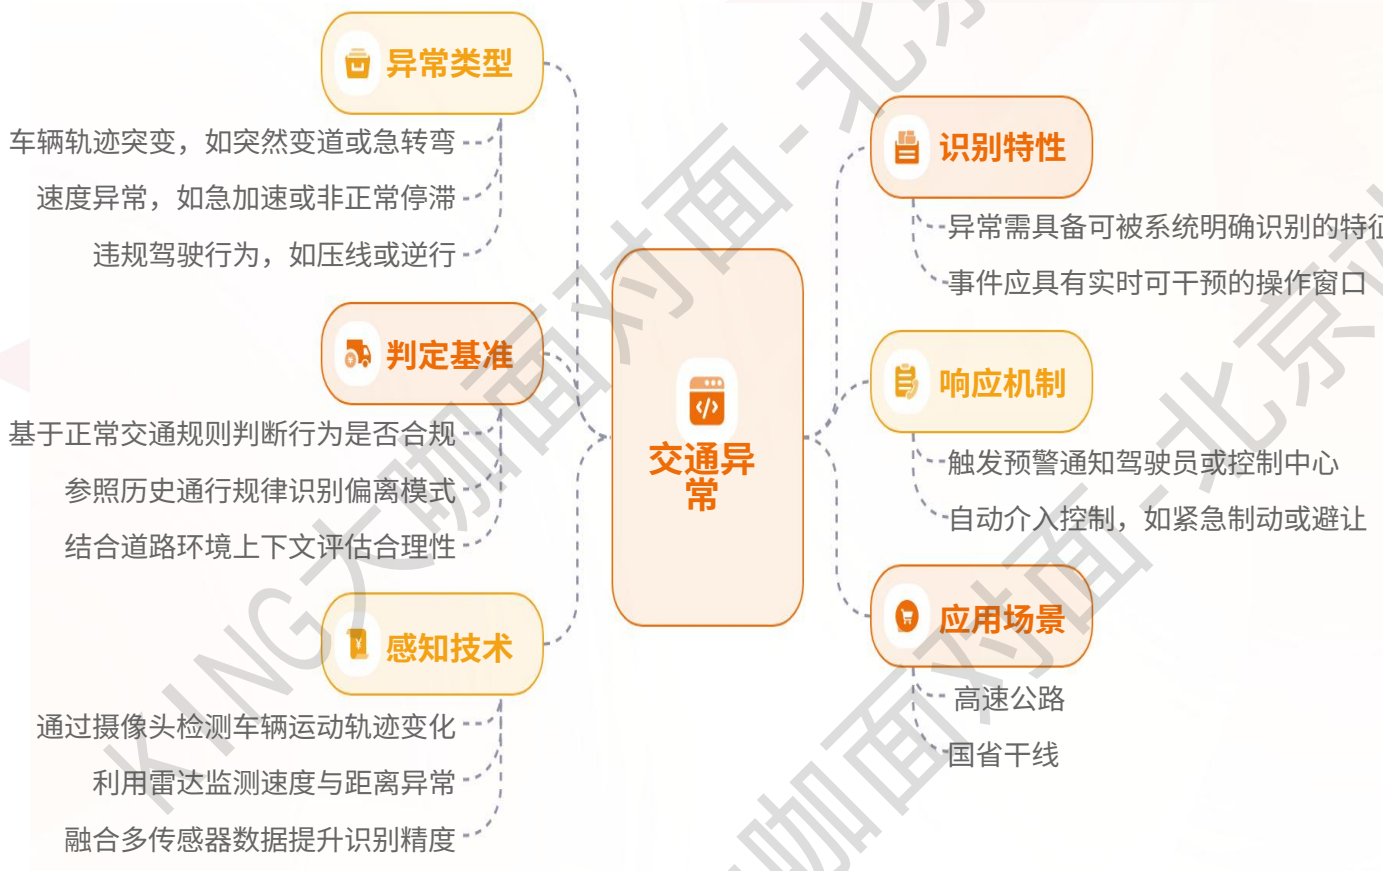 异常类型
车辆轨迹突变，如突然变道或急转弯
速度异常，如急加速或非正常停滞
违规驾驶行为，如压线或逆行
判定基准
基于正常交通规则判断行为是否合规
参照历史通行规律识别偏离模式
结合道路环境上下文评估合理性
感知技术
通过摄像头检测车辆运动轨迹变化
利用雷达监测速度与距离异常
融合多传感器数据提升识别精度
交通异
常
识别特性
异常需具备可被系统明确识别的特征
事件应具有实时可干预的操作窗口
响应机制
触发预警通知驾驶员或控制中心
自动介入控制，如紧急制动或避让
应用场景
高速公路
国省干线
KING大咖面对面-北京
咖面对面-北京站